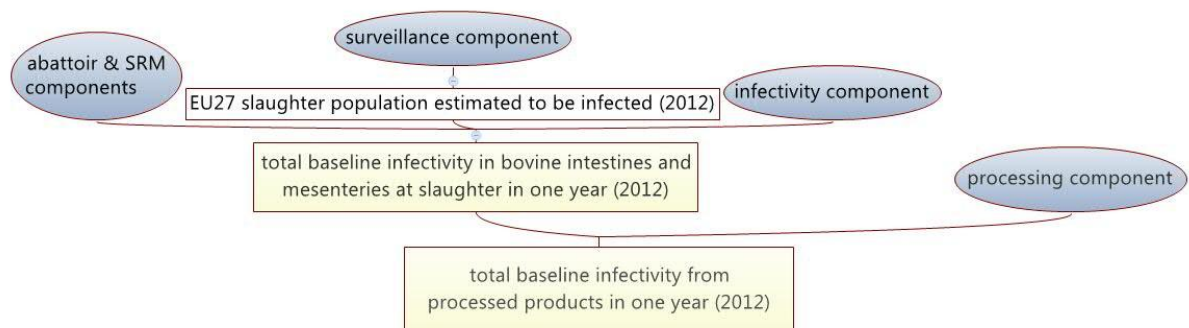 surveillance component
abattoir & SRM
components
EU27 slaughter population estimated to be infected (2012)
infectivity component
total baseline infectivity in bovine intestines and
mesenteries at slaughter in one year (2012)
processing component
total baseline infectivity from
processed products in one year (2012)